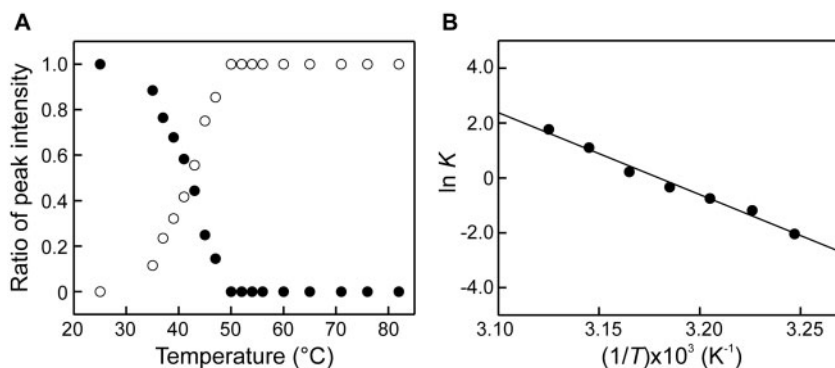 A
Ratio of peak intensity
1.0
0.8
0.6
0.4
0.2
0
20 30 40 50 60 70 80
Temperature (°C)
B
ln K
4.0
2.0
0
-2.0
-4.0
3.10 3.15 3.20 3.25
(1/T)x10³ (K⁻¹)